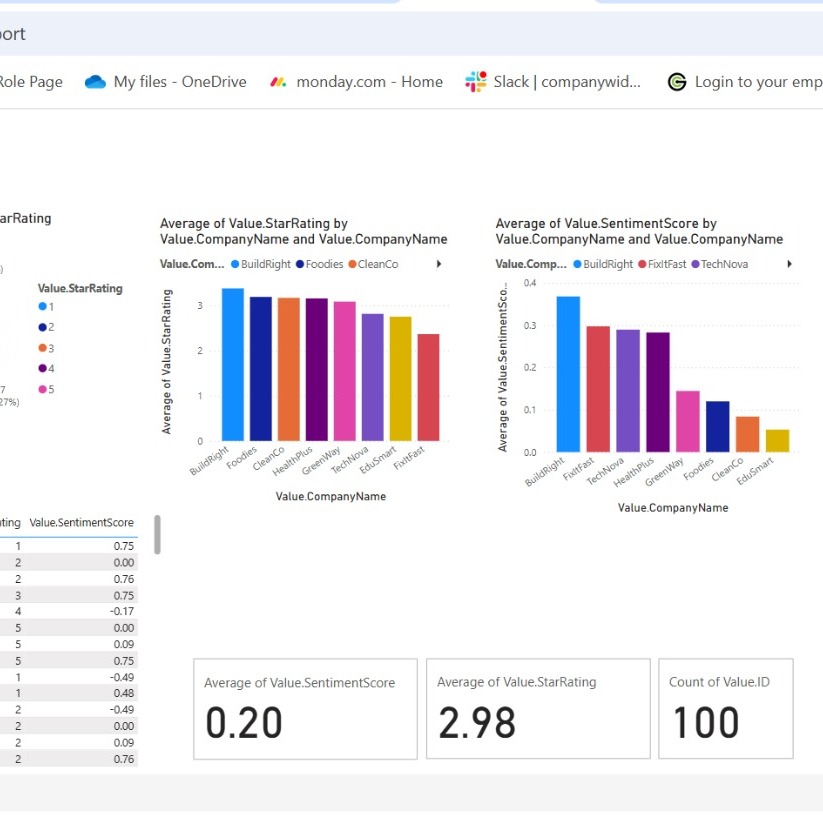 ort
Role Page My files - OneDrive monday.com - Home Slack | companywid... Login to your emp
arRating
Value.StarRating
1
2
3
4
5
)
7
27%)
Average of Value.StarRating by
Value.CompanyName and Value.CompanyName
Value.Com... BuildRight Foodies CleanCo
Average of Value.StarRating
3
2
1
0
BuildRight Foodies CleanCo HealthPlus GreenWay TechNova EduSmart FixItFast
Value.CompanyName
Average of Value.SentimentScore by
Value.CompanyName and Value.CompanyName
Value.Comp... BuildRight FixItFast TechNova
Average of Value.SentimentSco...
0.4
0.3
0.2
0.1
0.0
BuildRight FixItFast TechNova HealthPlus GreenWay Foodies CleanCo EduSmart
Value.CompanyName
ting Value.SentimentScore
1 0.75
2 0.00
2 0.76
3 0.75
4 -0.17
5 0.00
5 0.09
5 0.75
1 -0.49
1 0.48
2 -0.49
2 0.00
2 0.09
2 0.76
Average of Value.SentimentScore
0.20
Average of Value.StarRating
2.98
Count of Value.ID
100